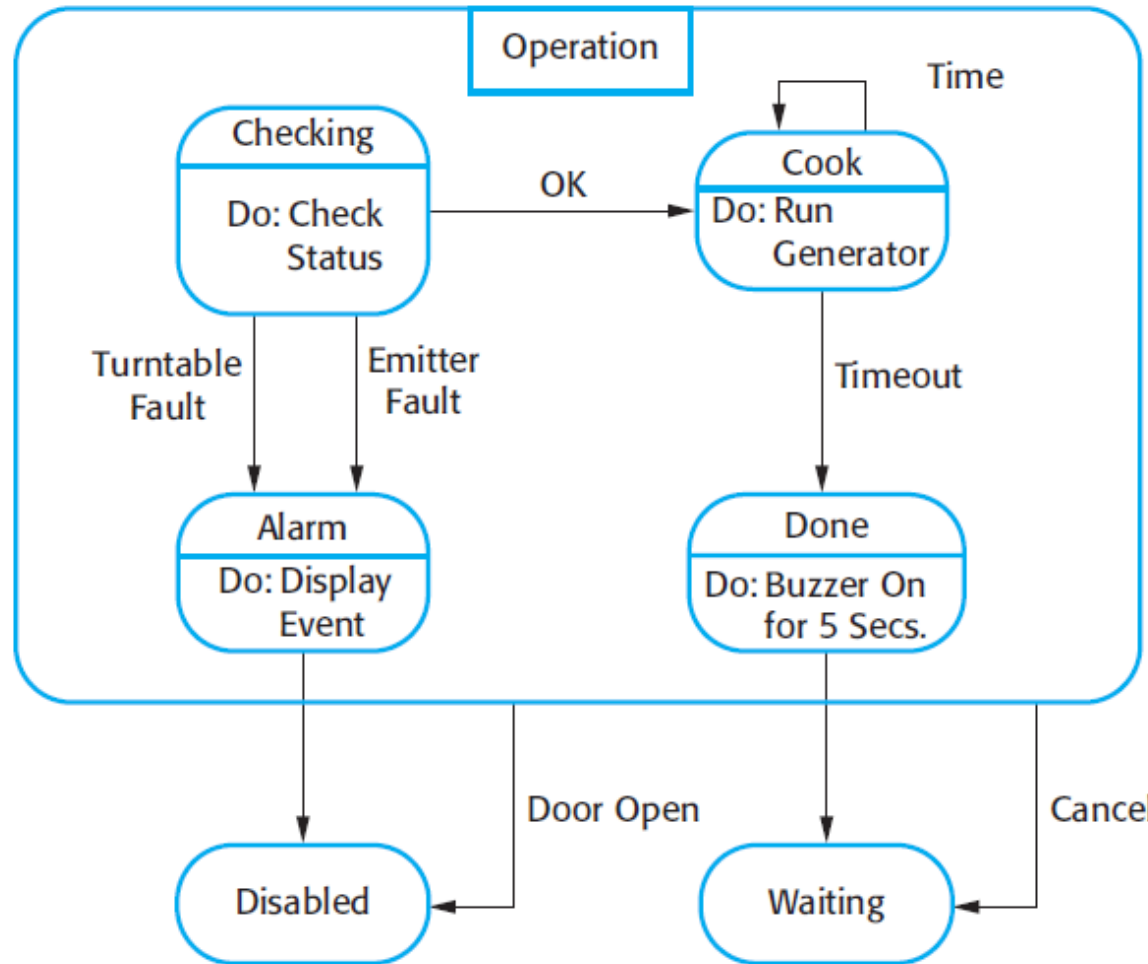 Operation
Time
Checking
Cook
OK
Do: Check
Status
Do: Run
Generator
Turntable
Fault
Emitter
Fault
Timeout
Alarm
Done
Do: Display
Event
Do: Buzzer On
for 5 Secs.
Door Open
Cancel
Disabled
Waiting